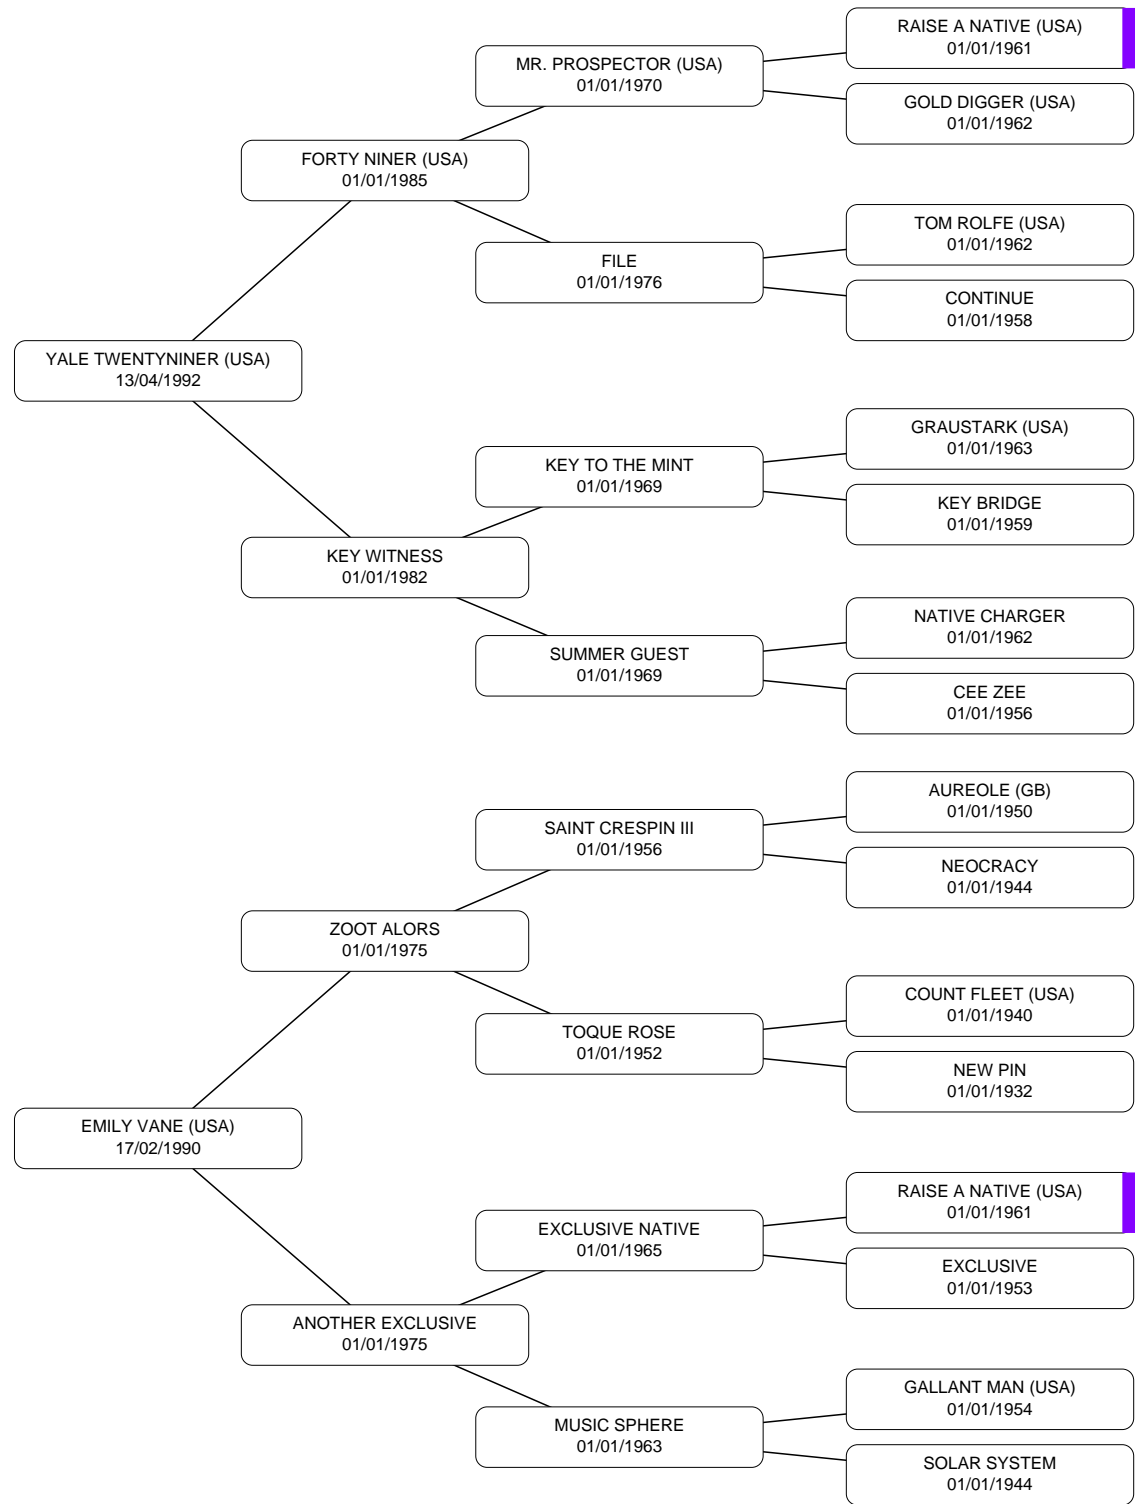 RAISE A NATIVE (USA)
01/01/1961
MR. PROSPECTOR (USA)
01/01/1970
GOLD DIGGER (USA)
01/01/1962
FORTY NINER (USA)
01/01/1985
TOM ROLFE (USA)
01/01/1962
FILE
01/01/1976
CONTINUE
01/01/1958
YALE TWENTYNINER (USA)
13/04/1992
GRAUSTARK (USA)
01/01/1963
KEY TO THE MINT
01/01/1969
KEY BRIDGE
01/01/1959
KEY WITNESS
01/01/1982
NATIVE CHARGER
01/01/1962
SUMMER GUEST
01/01/1969
CEE ZEE
01/01/1956
AUREOLE (GB)
01/01/1950
SAINT CRESPIN III
01/01/1956
NEOCRACY
01/01/1944
ZOOT ALORS
01/01/1975
COUNT FLEET (USA)
01/01/1940
TOQUE ROSE
01/01/1952
NEW PIN
01/01/1932
EMILY VANE (USA)
17/02/1990
RAISE A NATIVE (USA)
01/01/1961
EXCLUSIVE NATIVE
01/01/1965
EXCLUSIVE
01/01/1953
ANOTHER EXCLUSIVE
01/01/1975
GALLANT MAN (USA)
01/01/1954
MUSIC SPHERE
01/01/1963
SOLAR SYSTEM
01/01/1944